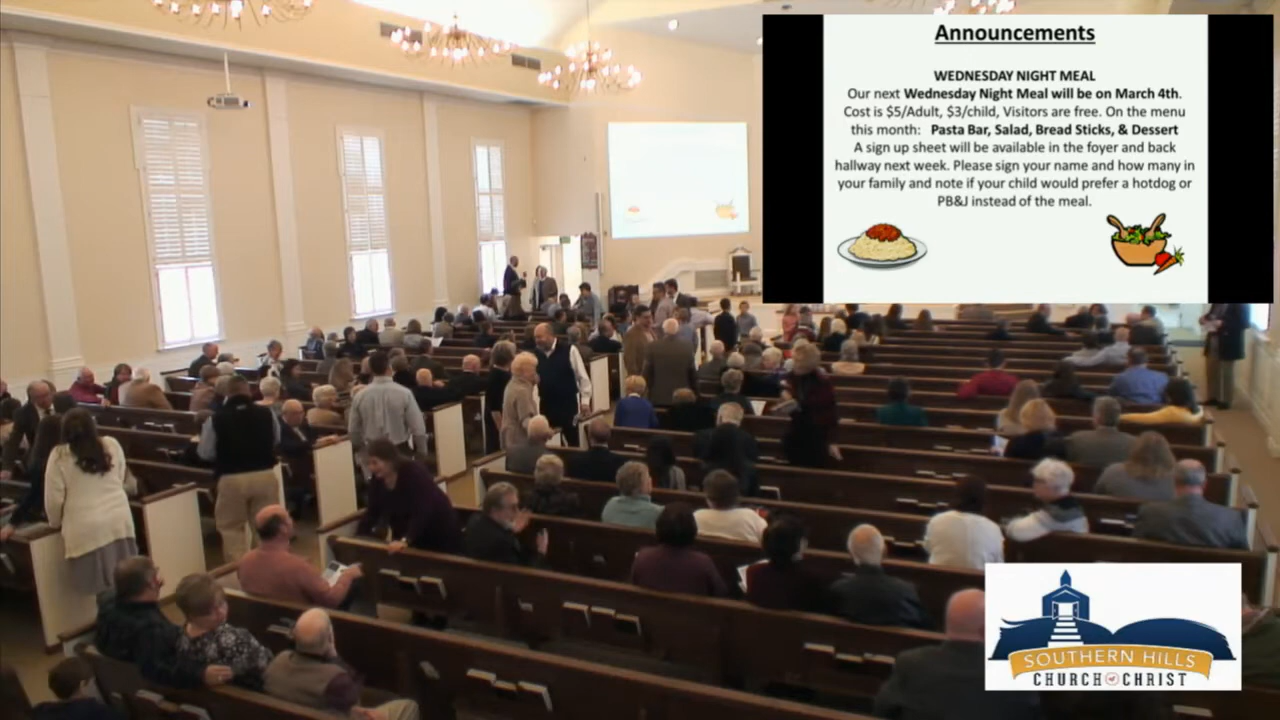 Announcements
WEDNESDAY NIGHT MEAL
Our next Wednesday Night Meal will be on March 4th.
Cost is $5/Adult, $3/child, Visitors are free. On the menu
this month: Pasta Bar, Salad, Bread Sticks, & Dessert
A sign up sheet will be available in the foyer and back
hallway next week. Please sign your name and how many in
your family and note if your child would prefer a hotdog or
PB&J instead of the meal.
SOUTHERN HILLS
CHURCH OF CHRIST